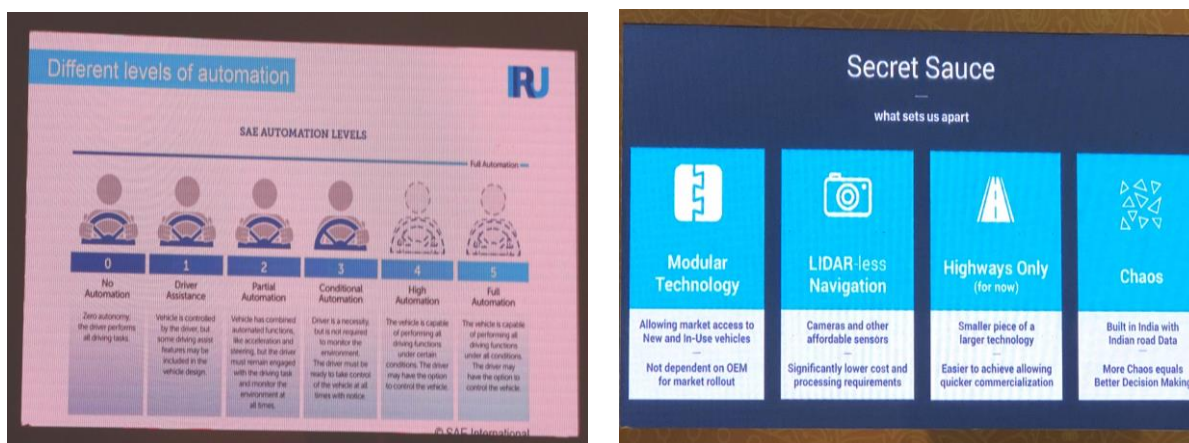 Different levels of automation
IRU
SAE AUTOMATION LEVELS
Full Automation
0
No
Automation
Zero autonomy,
the driver performs
all driving tasks.
1
Driver
Assistance
Vehicle is controlled
by the driver, but
some driving assist
features may be
included in the
vehicle design.
2
Partial
Automation
Vehicle has combined
automated functions,
like acceleration and
steering, but the driver
must remain engaged
with the driving task
and monitor the
environment at
all times.
3
Conditional
Automation
Driver is a necessity,
but is not required
to monitor the
environment.
The driver must be
ready to take control
of the vehicle at all
times with notice.
4
High
Automation
The vehicle is capable
of performing all
driving functions
under certain
conditions. The driver
may have the option
to control the vehicle.
5
Full
Automation
The vehicle is capable
of performing all
driving functions
under all conditions.
The driver may
have the option to
control the vehicle.
© SAE International
Secret Sauce
what sets us apart
Modular
Technology
Allowing market access to
New and In-Use vehicles
Not dependent on OEM
for market rollout
LIDAR-less
Navigation
Cameras and other
affordable sensors
Significantly lower cost and
processing requirements
Highways Only
(for now)
Smaller piece of a
larger technology
Easier to achieve allowing
quicker commercialization
Chaos
Built in India with
Indian road Data
More Chaos equals
Better Decision Making